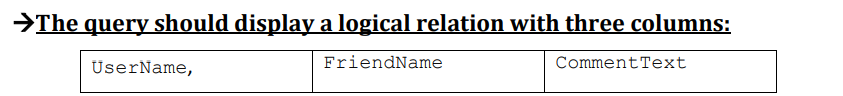 →The query should display a logical relation with three columns:
UserName, FriendName CommentText